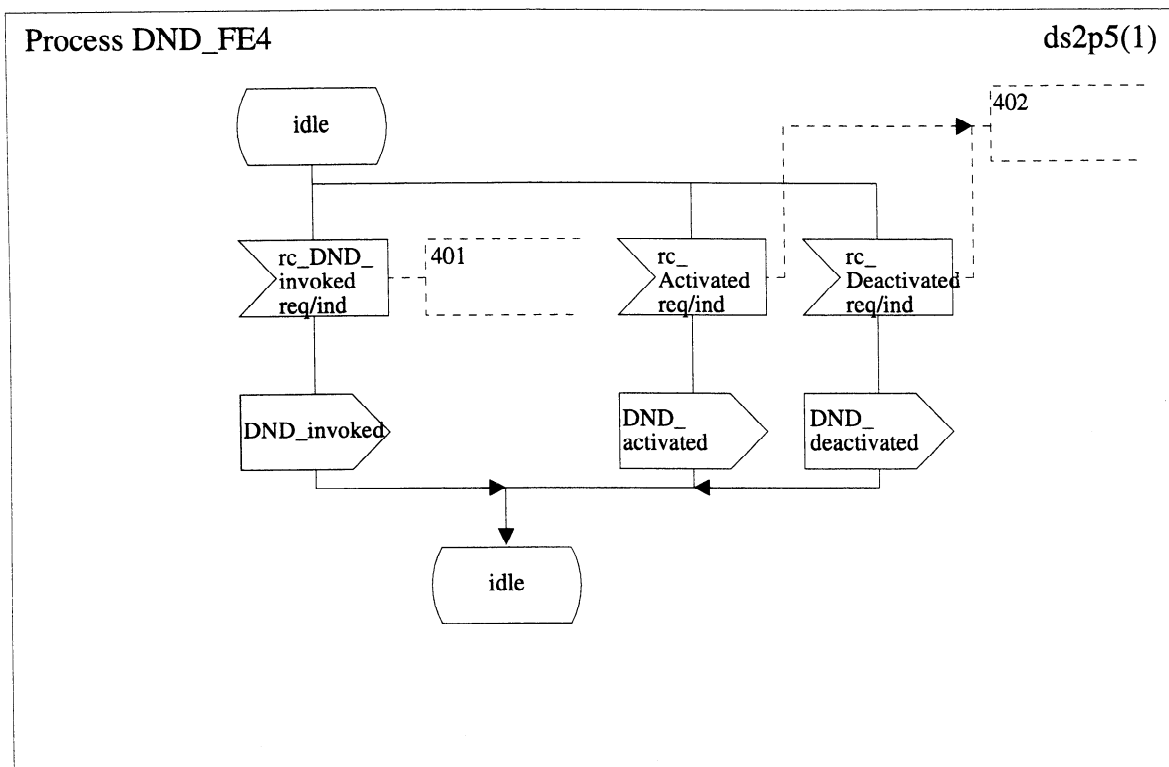 Process DND_FE4
ds2p5(1)
idle
402
rc_DND_
invoked
req/ind
401
rc_
Activated
req/ind
rc_
Deactivated
req/ind
DND_invoked
DND_
activated
DND_
deactivated
idle